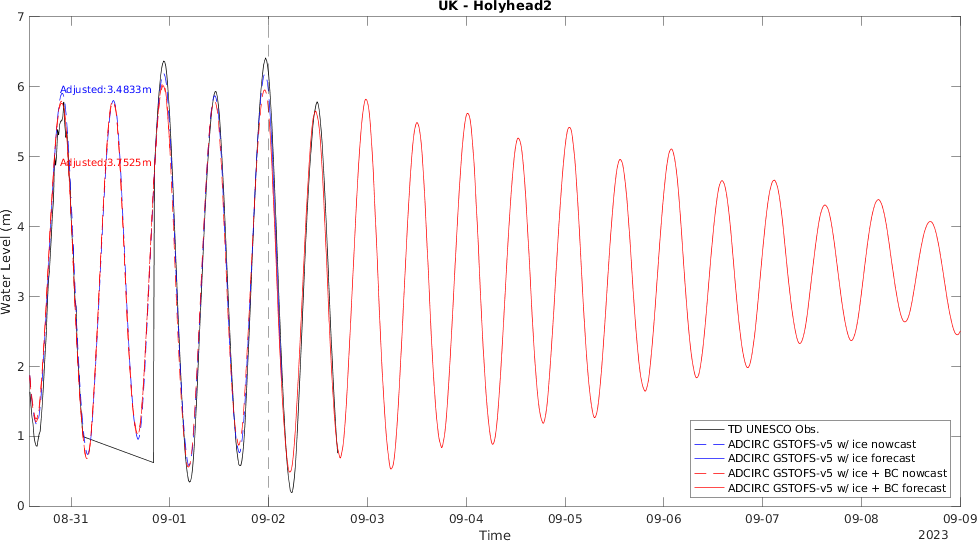 UK - Holyhead2
7
6
5
4
3
2
1
0
Water Level (m)
Adjusted:3.4833m
Adjusted:3.7525m
TD UNESCO Obs.
ADCIRC GSTOFS-v5 w/ ice nowcast
ADCIRC GSTOFS-v5 w/ ice forecast
ADCIRC GSTOFS-v5 w/ ice + BC nowcast
ADCIRC GSTOFS-v5 w/ ice + BC forecast
08-31 09-01 09-02 09-03 09-04 09-05 09-06 09-07 09-08 09-09
Time
2023